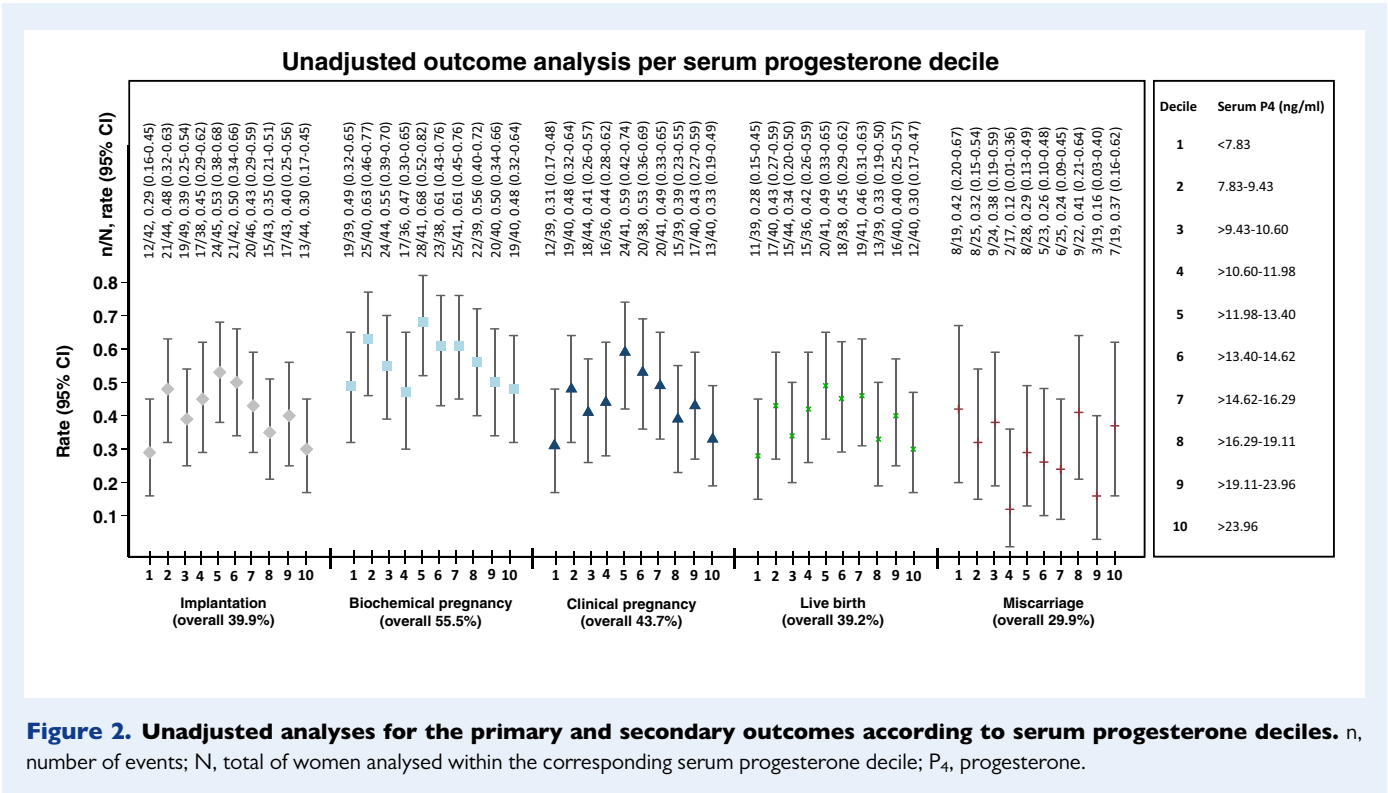 Unadjusted outcome analysis per serum progesterone decile
n/N, rate (95% CI)
12/42, 0.29 (0.16-0.45)
21/44, 0.48 (0.32-0.63)
19/49, 0.39 (0.25-0.54)
17/38, 0.45 (0.29-0.62)
24/45, 0.53 (0.38-0.68)
21/42, 0.50 (0.34-0.66)
20/46, 0.43 (0.29-0.59)
15/43, 0.35 (0.21-0.51)
17/43, 0.40 (0.25-0.56)
13/44, 0.30 (0.17-0.45)
19/39, 0.49 (0.32-0.65)
25/40, 0.63 (0.46-0.77)
24/44, 0.55 (0.39-0.70)
17/36, 0.47 (0.30-0.65)
28/41, 0.68 (0.52-0.82)
23/38, 0.61 (0.43-0.76)
25/41, 0.61 (0.45-0.76)
22/39, 0.56 (0.40-0.72)
20/40, 0.50 (0.34-0.66)
19/40, 0.48 (0.32-0.64)
12/39, 0.31 (0.17-0.48)
19/40, 0.48 (0.32-0.64)
18/44, 0.41 (0.26-0.57)
16/36, 0.44 (0.28-0.62)
24/41, 0.59 (0.42-0.74)
20/38, 0.53 (0.36-0.69)
20/41, 0.49 (0.33-0.65)
15/39, 0.39 (0.23-0.55)
17/40, 0.43 (0.27-0.59)
13/40, 0.33 (0.19-0.49)
11/39, 0.28 (0.15-0.45)
17/40, 0.43 (0.27-0.59)
15/44, 0.34 (0.20-0.50)
15/36, 0.42 (0.26-0.59)
20/41, 0.49 (0.33-0.65)
18/38, 0.45 (0.29-0.62)
19/41, 0.46 (0.31-0.63)
13/39, 0.33 (0.19-0.50)
16/40, 0.40 (0.25-0.57)
12/40, 0.30 (0.17-0.47)
8/19, 0.42 (0.20-0.67)
8/25, 0.32 (0.15-0.54)
9/24, 0.38 (0.19-0.59)
2/17, 0.12 (0.01-0.36)
8/28, 0.29 (0.13-0.49)
5/23, 0.26 (0.10-0.48)
6/25, 0.24 (0.09-0.45)
9/22, 0.41 (0.21-0.64)
3/19, 0.16 (0.03-0.40)
7/19, 0.37 (0.16-0.62)
Rate (95% CI)
0.8
0.7
0.6
0.5
0.4
0.3
0.2
0.1
1 2 3 4 5 6 7 8 9 10
1 2 3 4 5 6 7 8 9 10
1 2 3 4 5 6 7 8 9 10
1 2 3 4 5 6 7 8 9 10
1 2 3 4 5 6 7 8 9 10
Implantation
(overall 39.9%)
Biochemical pregnancy
(overall 55.5%)
Clinical pregnancy
(overall 43.7%)
Live birth
(overall 39.2%)
Miscarriage
(overall 29.9%)
Decile Serum P4 (ng/ml)
1 <7.83
2 7.83-9.43
3 >9.43-10.60
4 >10.60-11.98
5 >11.98-13.40
6 >13.40-14.62
7 >14.62-16.29
8 >16.29-19.11
9 >19.11-23.96
10 >23.96
Figure 2. Unadjusted analyses for the primary and secondary outcomes according to serum progesterone deciles. n,
number of events; N, total of women analysed within the corresponding serum progesterone decile; P₄, progesterone.